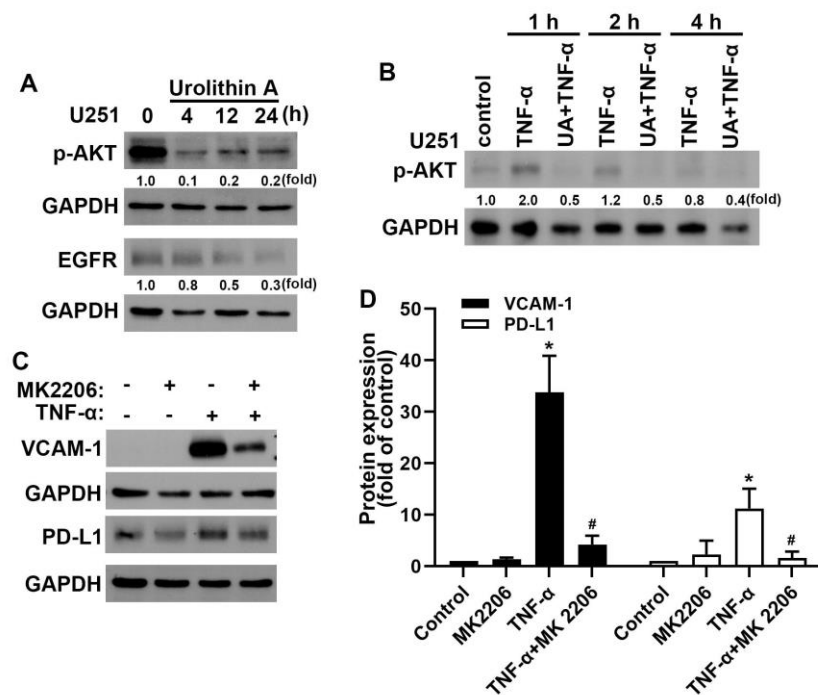 A
Urolithin A
U251 0 4 12 24 (h)
p-AKT
1.0 0.1 0.2 0.2(fold)
GAPDH
EGFR
1.0 0.8 0.5 0.3(fold)
GAPDH
B
1 h 2 h 4 h
U251 control TNF-α UA+TNF-α TNF-α UA+TNF-α TNF-α UA+TNF-α
p-AKT
1.0 2.0 0.5 1.2 0.5 0.8 0.4(fold)
GAPDH
C
MK2206: - + - +
TNF-α: - - + +
VCAM-1
GAPDH
PD-L1
GAPDH
D
VCAM-1
PD-L1
Protein expression
(fold of control)
50
40
30
20
10
0
*
#
*
#
Control MK2206 TNF-α TNF-α+MK 2206 Control MK2206 TNF-α TNF-α+MK 2206